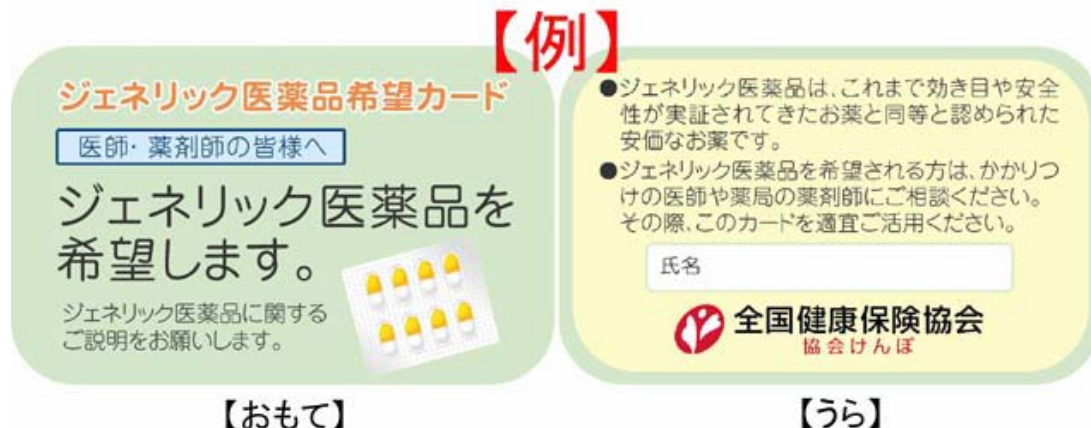 【例】
ジェネリック医薬品希望カード
医師・薬剤師の皆様へ
ジェネリック医薬品を
希望します。
ジェネリック医薬品に関する
ご説明をお願いします。
【おもて】
●ジェネリック医薬品は、これまで効き目や安全
性が実証されてきたお薬と同等と認められた
安価なお薬です。
●ジェネリック医薬品を希望される方は、かかりつ
けの医師や薬局の薬剤師にご相談ください。
その際、このカードを適宜ご活用ください。
氏名
全国健康保険協会
協会けんぽ
【うら】